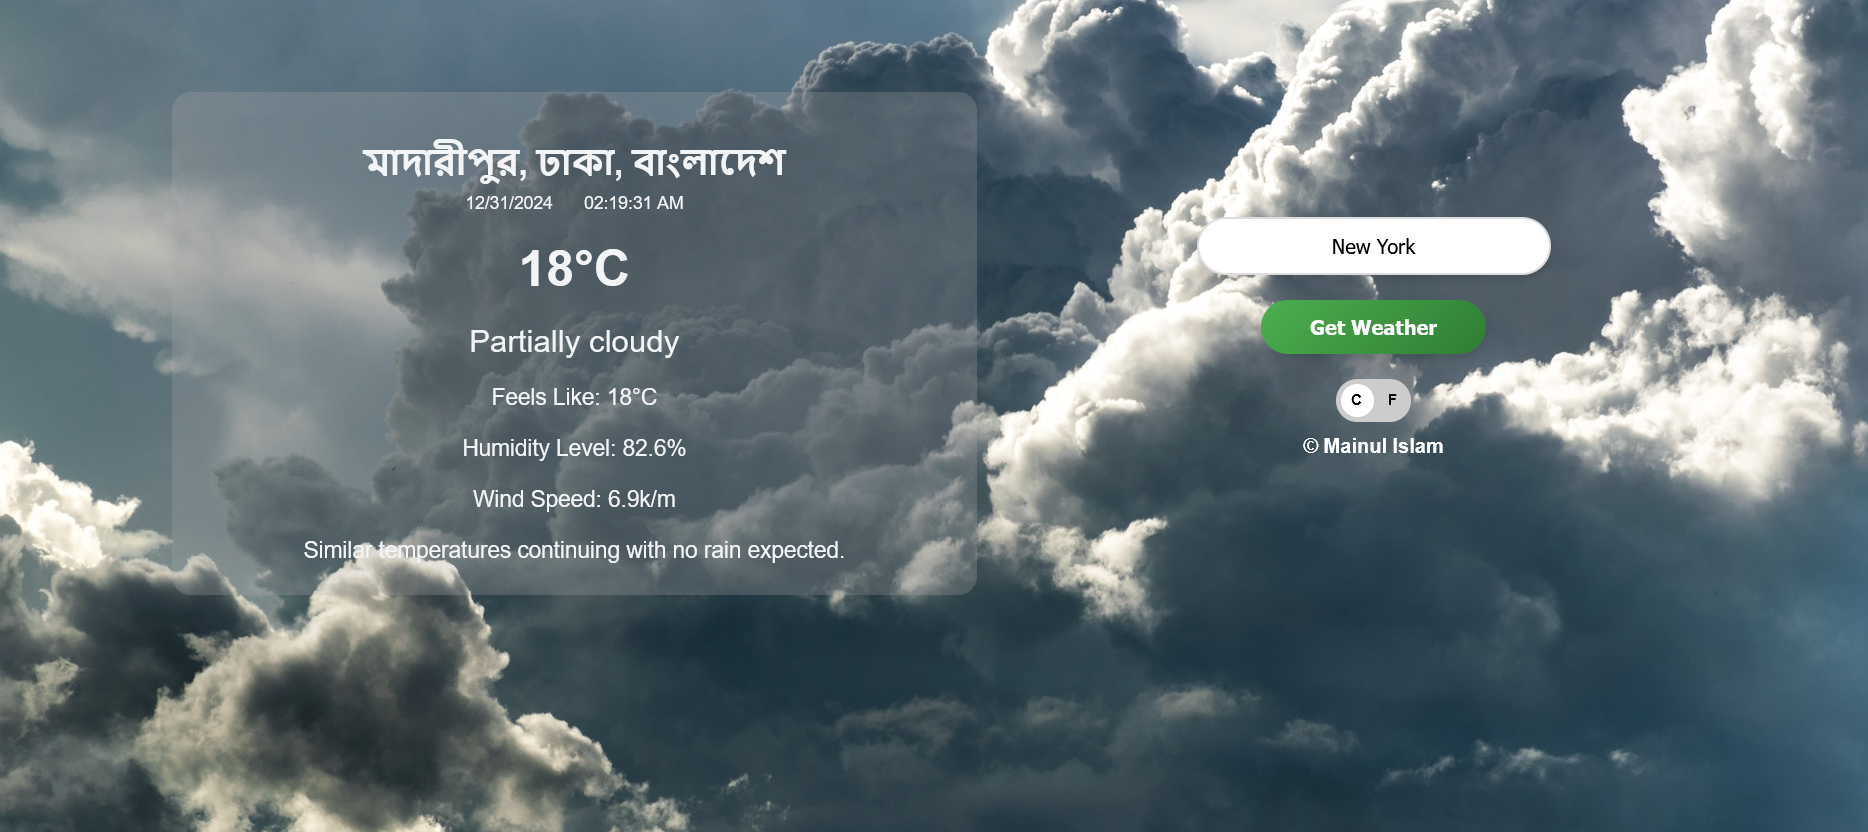 মাদারীপুর, ঢাকা, বাংলাদেশ
12/31/2024 02:19:31 AM
18°C
Partially cloudy
Feels Like: 18°C
Humidity Level: 82.6%
Wind Speed: 6.9k/m
Similar temperatures continuing with no rain expected.
New York
Get Weather
C F
© Mainul Islam